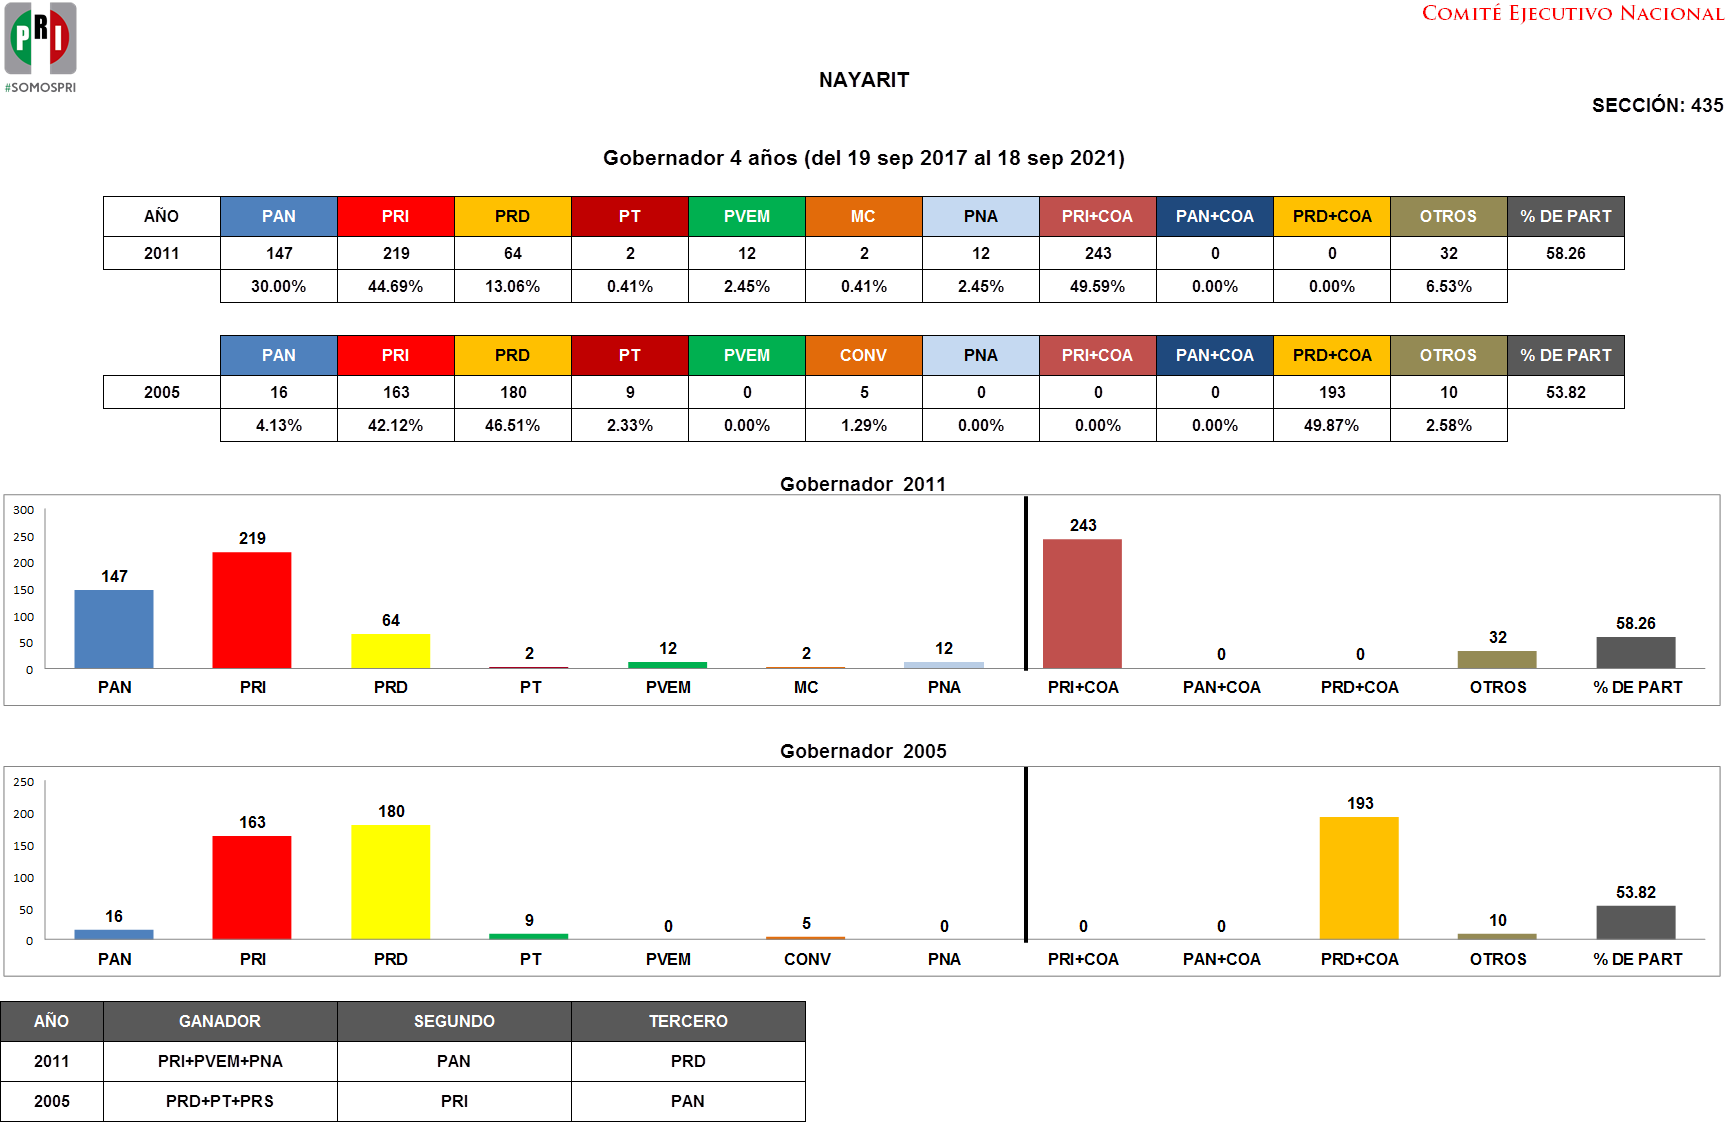 PRI
#SOMOSPRI
COMITÉ EJECUTIVO NACIONAL
NAYARIT
SECCIÓN: 435
Gobernador 4 años (del 19 sep 2017 al 18 sep 2021)
AÑO PAN PRI PRD PT PVEM MC PNA PRI+COA PAN+COA PRD+COA OTROS % DE PART
2011 147 219 64 2 12 2 12 243 0 0 32 58.26
30.00% 44.69% 13.06% 0.41% 2.45% 0.41% 2.45% 49.59% 0.00% 0.00% 6.53%
PAN PRI PRD PT PVEM CONV PNA PRI+COA PAN+COA PRD+COA OTROS % DE PART
2005 16 163 180 9 0 5 0 0 0 193 10 53.82
4.13% 42.12% 46.51% 2.33% 0.00% 1.29% 0.00% 0.00% 0.00% 49.87% 2.58%
Gobernador 2011
300
250
200
150
100
50
0
147 219 64 2 12 2 12 243 0 0 32 58.26
PAN PRI PRD PT PVEM MC PNA PRI+COA PAN+COA PRD+COA OTROS % DE PART
Gobernador 2005
250
200
150
100
50
0
16 163 180 9 0 5 0 0 0 193 10 53.82
PAN PRI PRD PT PVEM CONV PNA PRI+COA PAN+COA PRD+COA OTROS % DE PART
AÑO GANADOR SEGUNDO TERCERO
2011 PRI+PVEM+PNA PAN PRD
2005 PRD+PT+PRS PRI PAN